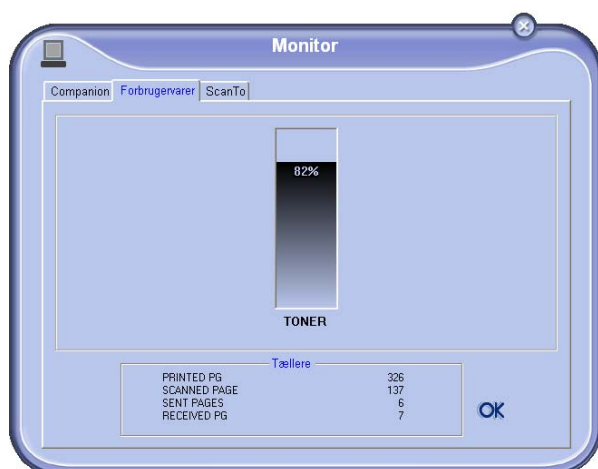 Monitor
Companion Forbrugervarer ScanTo
82%
TONER
Tællere
PRINTED PG 326
SCANNED PAGE 137
SENT PAGES 6
RECEIVED PG 7
OK